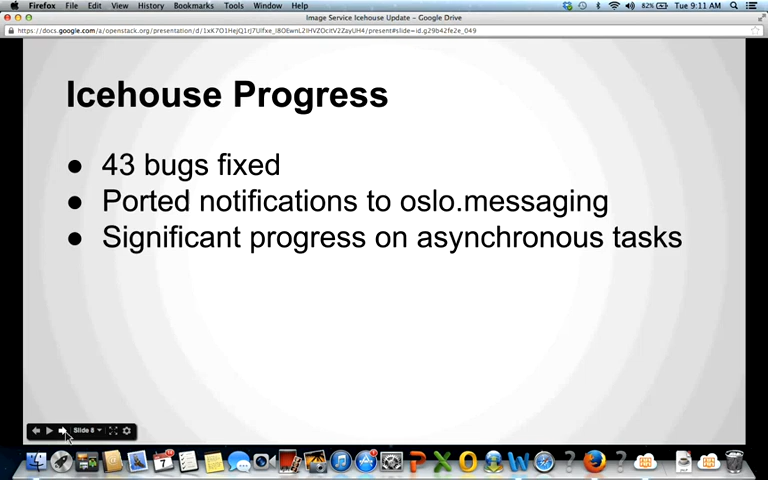 Firefox File Edit View History Bookmarks Tools Window Help
82% Tue 9:11 AM
Image Service Icehouse Update - Google Drive
Icehouse Progress
● 43 bugs fixed
● Ported notifications to oslo.messaging
● Significant progress on asynchronous tasks
Slide 8